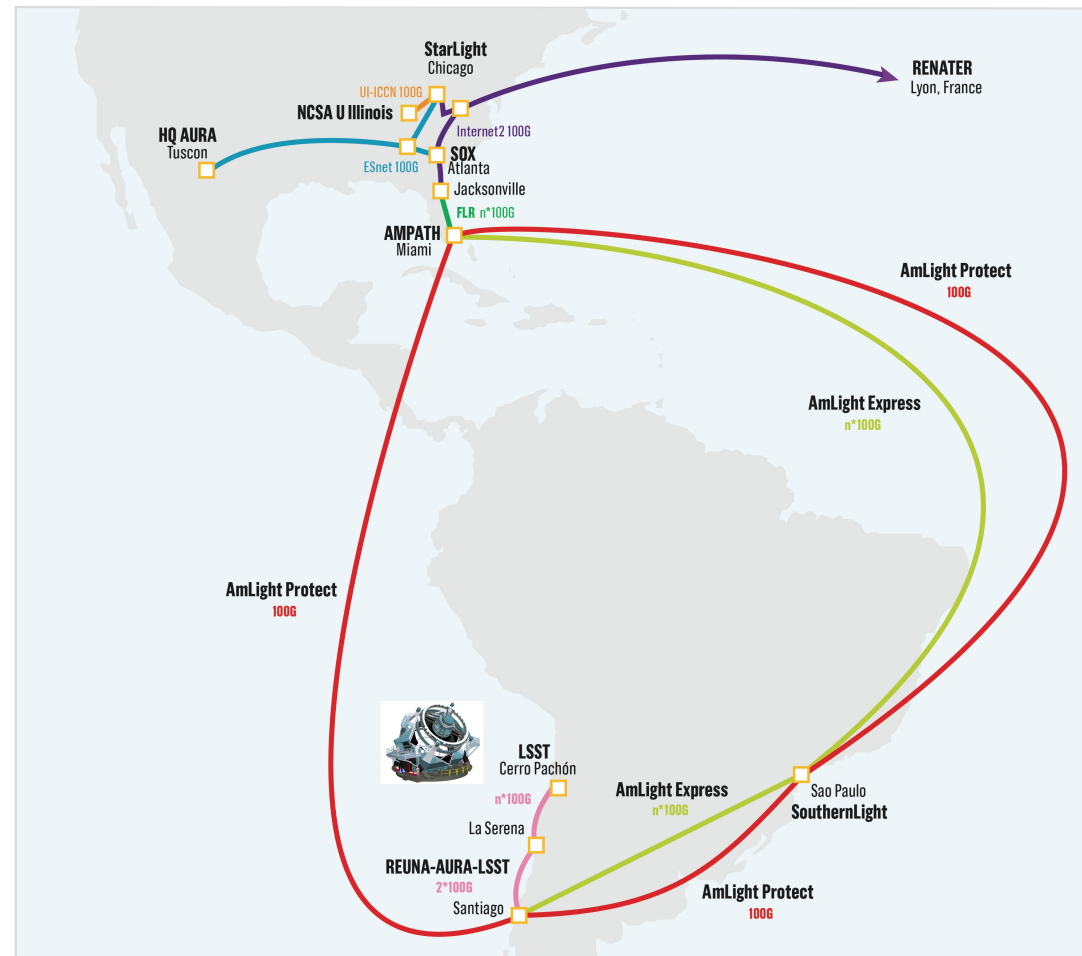 StarLight
Chicago
UI-ICCN 100G
NCSA U Illinois
RENATER
Lyon, France
Internet2 100G
HQ AURA
Tuscon
ESnet 100G
SOX
Atlanta
Jacksonville
FLR n*100G
AMPATH
Miami
AmLight Protect
100G
AmLight Express
n*100G
AmLight Protect
100G
LSST
Cerro Pachón
n*100G
AmLight Express
n*100G
Sao Paulo
SouthernLight
La Serena
REUNA-AURA-LSST
2*100G
Santiago
AmLight Protect
100G